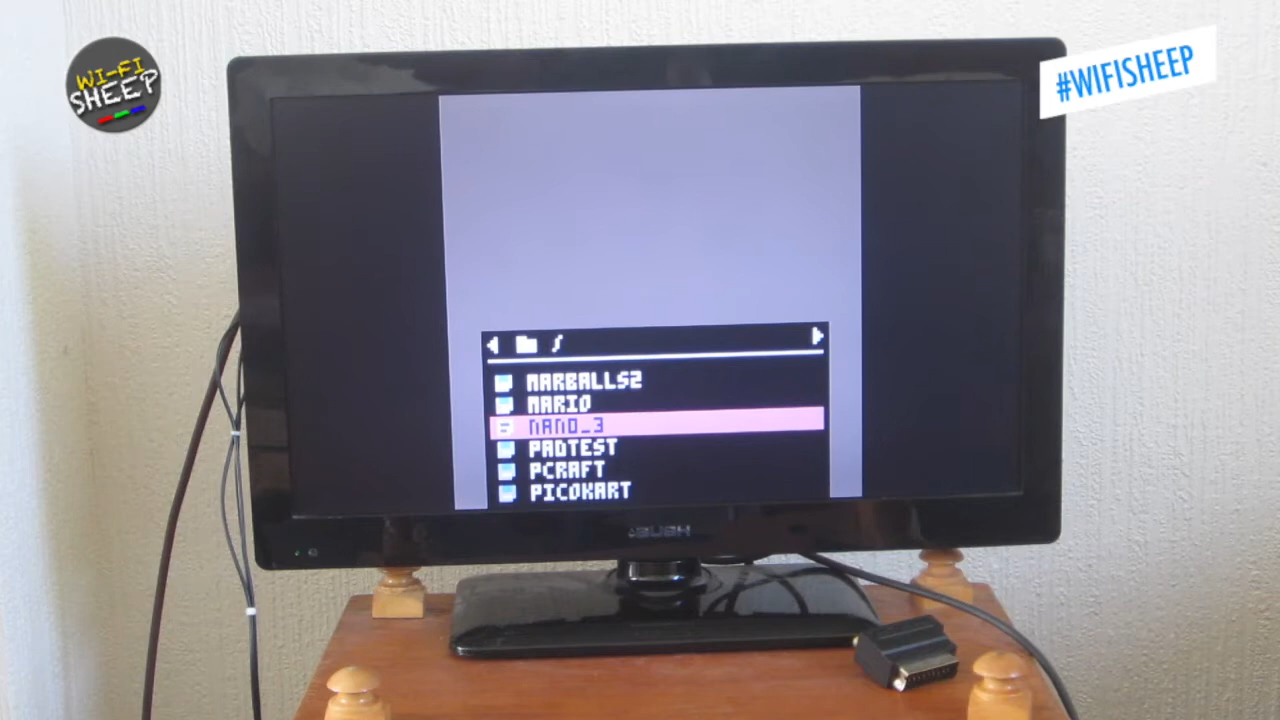 WI-FI
SHEEP
#WIFISHEEP
/
MARBALLS2
MARIO
NANO_3
PADTEST
PCRAFT
PICOKART
BUSH